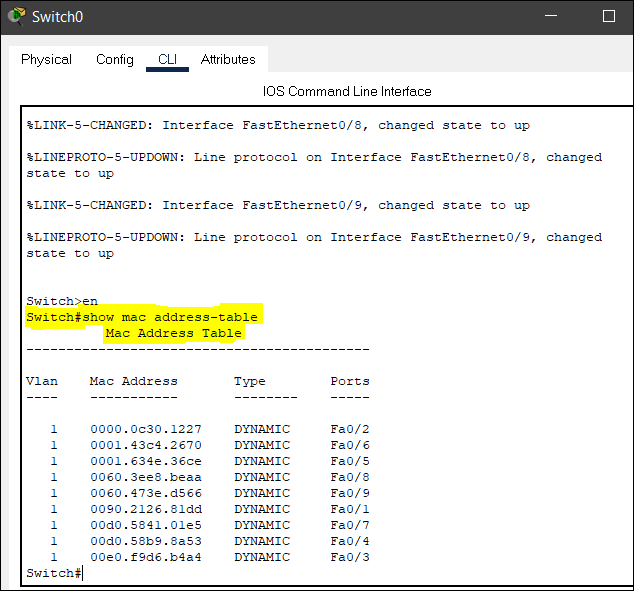 Switch0
Physical Config CLI Attributes
IOS Command Line Interface
%LINK-5-CHANGED: Interface FastEthernet0/8, changed state to up
%LINEPROTO-5-UPDOWN: Line protocol on Interface FastEthernet0/8, changed
state to up
%LINK-5-CHANGED: Interface FastEthernet0/9, changed state to up
%LINEPROTO-5-UPDOWN: Line protocol on Interface FastEthernet0/9, changed
state to up
Switch>en
Switch#show mac address-table
Mac Address Table
-------------------------------------------
Vlan Mac Address Type Ports
---- ----------- -------- -----
1 0000.0c30.1227 DYNAMIC Fa0/2
1 0001.43c4.2670 DYNAMIC Fa0/6
1 0001.634e.36ce DYNAMIC Fa0/5
1 0060.3ee8.beaa DYNAMIC Fa0/8
1 0060.473e.d566 DYNAMIC Fa0/9
1 0090.2126.81dd DYNAMIC Fa0/1
1 00d0.5841.01e5 DYNAMIC Fa0/7
1 00d0.58b9.8a53 DYNAMIC Fa0/4
1 00e0.f9d6.b4a4 DYNAMIC Fa0/3
Switch#